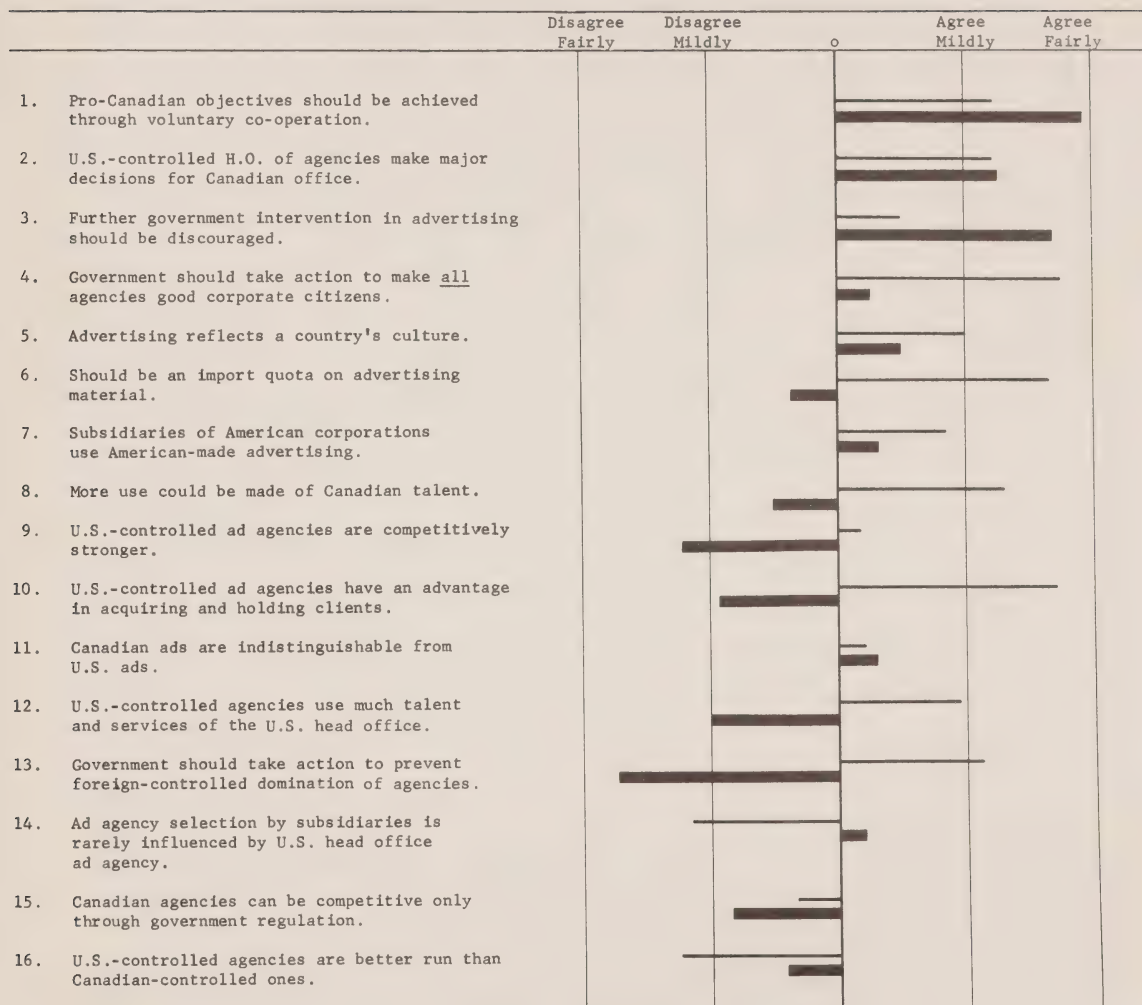 Disagree Disagree Agree Agree
Fairly Mildly o Mildly Fairly
1. Pro-Canadian objectives should be achieved
through voluntary co-operation.
2. U.S.-controlled H.O. of agencies make major
decisions for Canadian office.
3. Further government intervention in advertising
should be discouraged.
4. Government should take action to make all
agencies good corporate citizens.
5. Advertising reflects a country's culture.
6. Should be an import quota on advertising
material.
7. Subsidiaries of American corporations
use American-made advertising.
8. More use could be made of Canadian talent.
9. U.S.-controlled ad agencies are competitively
stronger.
10. U.S.-controlled ad agencies have an advantage
in acquiring and holding clients.
11. Canadian ads are indistinguishable from
U.S. ads.
12. U.S.-controlled agencies use much talent
and services of the U.S. head office.
13. Government should take action to prevent
foreign-controlled domination of agencies.
14. Ad agency selection by subsidiaries is
rarely influenced by U.S. head office
ad agency.
15. Canadian agencies can be competitive only
through government regulation.
16. U.S.-controlled agencies are better run than
Canadian-controlled ones.